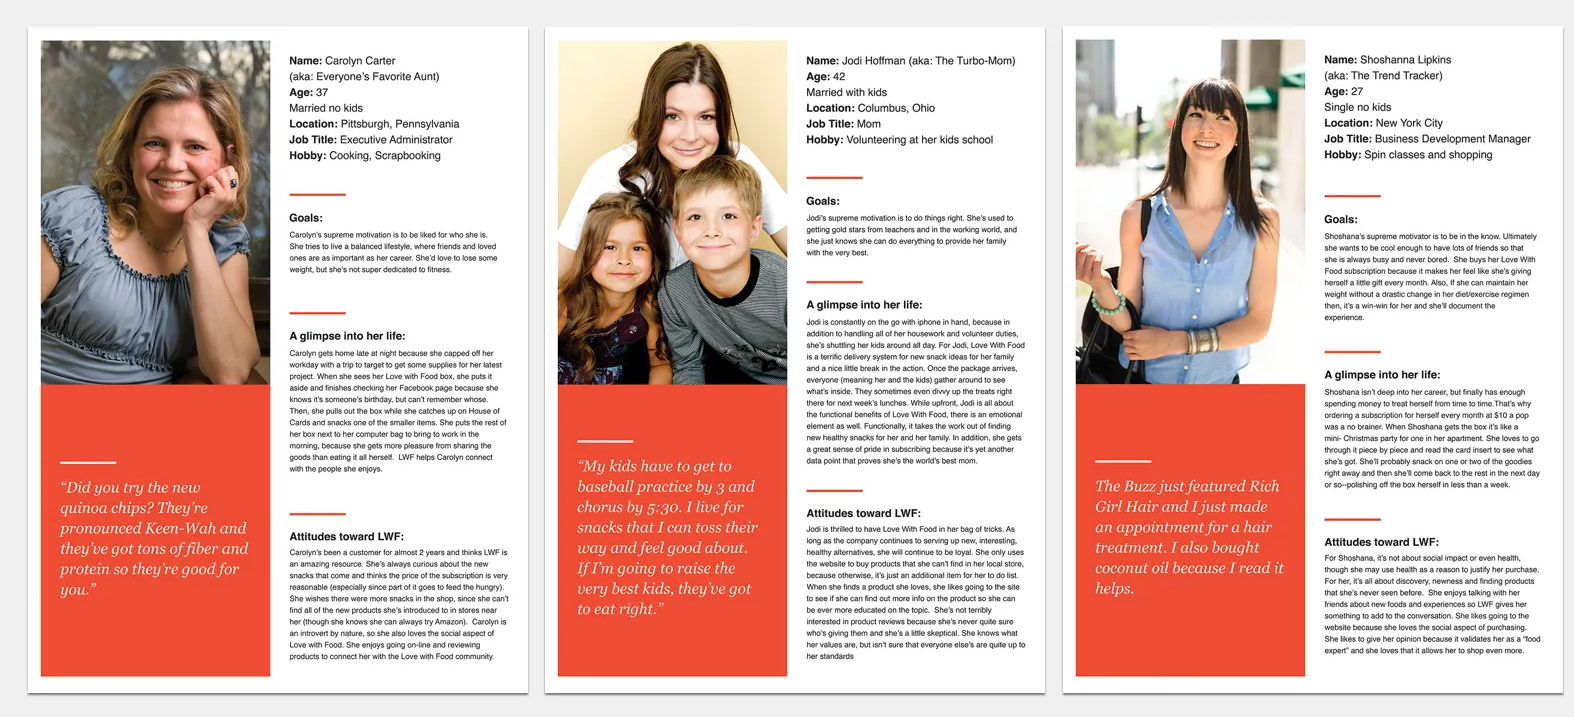 Name: Carolyn Carter
(aka: Everyone's Favorite Aunt)
Age: 37
Married no kids
Location: Pittsburgh, Pennsylvania
Job Title: Executive Administrator
Hobby: Cooking, Scrapbooking
Goals:
Carolyn's supreme motivation is to be liked for who she is.
She tries to live a balanced lifestyle, where friends and loved
ones are as important as her career. She'd love to lose some
weight, but she's not super dedicated to fitness.
A glimpse into her life:
Carolyn gets home late at night because she capped off her
workday with a trip to target to get some supplies for her latest
project. When she sees her Love with Food box, she puts it
aside and finishes checking her Facebook page because she
knows it's someone's birthday, but can't remember whose.
Then, she pulls out the box while she catches up on House of
Cards and snacks one of the smaller items. She puts the rest of
her box next to her computer bag to bring to work in the
morning, because she gets more pleasure from sharing the
goods than eating it all herself.  LWF helps Carolyn connect
with the people she enjoys.
Attitudes toward LWF:
Carolyn's been a customer for almost 2 years and thinks LWF is
an amazing resource. She's always curious about the new
snacks that come and thinks the price of the subscription is very
reasonable (especially since part of it goes to feed the hungry).
She wishes there were more snacks in the shop, since she can't
find all of the new products she's introduced to in stores near
her (though she knows she can always try Amazon).  Carolyn is
an introvert by nature, so she also loves the social aspect of
Love with Food. She enjoys going on-line and reviewing
products to connect her with the Love with Food community.
“Did you try the new
quinoa chips? They're
pronounced Keen-Wah and
they've got tons of fiber and
protein so they're good for
you.”
Name: Jodi Hoffman (aka: The Turbo-Mom)
Age: 42
Married with kids
Location: Columbus, Ohio
Job Title: Mom
Hobby: Volunteering at her kids school
Goals:
Jodi's supreme motivation is to do things right. She's used to
getting gold stars from teachers and in the working world, and
she just knows she can do everything to provide her family
with the very best.
A glimpse into her life:
Jodi is constantly on the go with iphone in hand, because in
addition to handling all of her housework and volunteer duties,
she's shuttling her kids around all day. For Jodi, Love With Food
is a terrific delivery system for new snack ideas for her family
and a nice little break in the action. Once the package arrives,
everyone (meaning her and the kids) gather around to see
what's inside. They sometimes even divvy up the treats right
there for next week's lunches. While upfront, Jodi is all about
the functional benefits of Love With Food, there is an emotional
element as well. Functionally, it takes the work out of finding
new healthy snacks for her and her family. In addition, she gets
a great sense of pride in subscribing because it's yet another
data point that proves she's the world's best mom.
Attitudes toward LWF:
Jodi is thrilled to have Love With Food in her bag of tricks. As
long as the company continues to serving up new, interesting,
healthy alternatives, she will continue to be loyal. She only uses
the website to buy products that she can't find in her local store,
because otherwise, it's just an additional item for her to do list.
When she finds a product she loves, she likes going to the site
to see if she can find out more info on the product so she can
be ever more educated on the topic.  She's not terribly
interested in product reviews because she's never quite sure
who's giving them and she's a little skeptical. She knows what
her values are, but isn't sure that everyone else's are quite up to
her standards
“My kids have to get to
baseball practice by 3 and
chorus by 5:30. I live for
snacks that I can toss their
way and feel good about.
If I'm going to raise the
very best kids, they've got
to eat right.”
Name: Shoshanna Lipkins
(aka: The Trend Tracker)
Age: 27
Single no kids
Location: New York City
Job Title: Business Development Manager
Hobby: Spin classes and shopping
Goals:
Shoshana's supreme motivator is to be in the know. Ultimately
she wants to be cool enough to have lots of friends so that
she is always busy and never bored.  She buys her Love With
Food subscription because it makes her feel like she's giving
herself a little gift every month. Also, If she can maintain her
weight without a drastic change in her diet/exercise regimen
then, it's a win-win for her and she'll document the
experience.
A glimpse into her life:
Shoshana isn't deep into her career, but finally has enough
spending money to treat herself from time to time.That's why
ordering a subscription for herself every month at $10 a pop
was a no brainer. When Shoshana gets the box it's like a
mini- Christmas party for one in her apartment. She loves to go
through it piece by piece and read the card insert to see what
she's got. She'll probably snack on one or two of the goodies
right away and then she'll come back to the rest in the next day
or so--polishing off the box herself in less than a week.
Attitudes toward LWF:
For Shoshana, it's not about social impact or even health,
though she may use health as a reason to justify her purchase.
For her, it's all about discovery, newness and finding products
that she's never seen before.  She enjoys talking with her
friends about new foods and experiences so LWF gives her
something to add to the conversation. She likes going to the
website because she loves the social aspect of purchasing.
She likes to give her opinion because it validates her as a “food
expert” and she loves that it allows her to shop even more.
The Buzz just featured Rich
Girl Hair and I just made
an appointment for a hair
treatment. I also bought
coconut oil because I read it
helps.